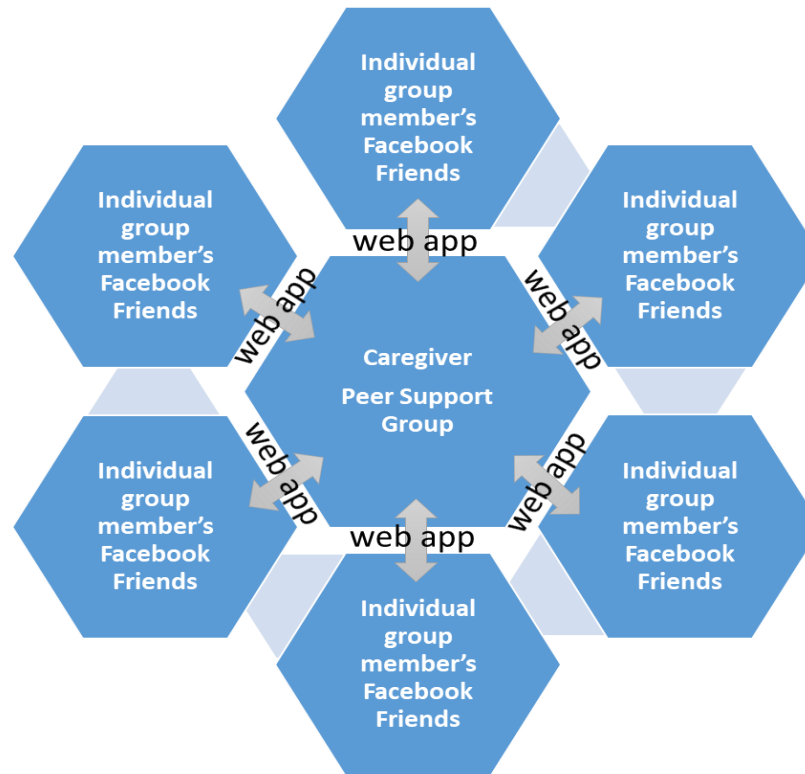 Individual
group
member's
Facebook
Friends
web app
Individual
group
member's
Facebook
Friends
web app
Individual
group
member's
Facebook
Friends
web app
Caregiver
Peer Support
Group
Individual
group
member's
Facebook
Friends
web app
Individual
group
member's
Facebook
Friends
web app
web app
Individual
group
member's
Facebook
Friends